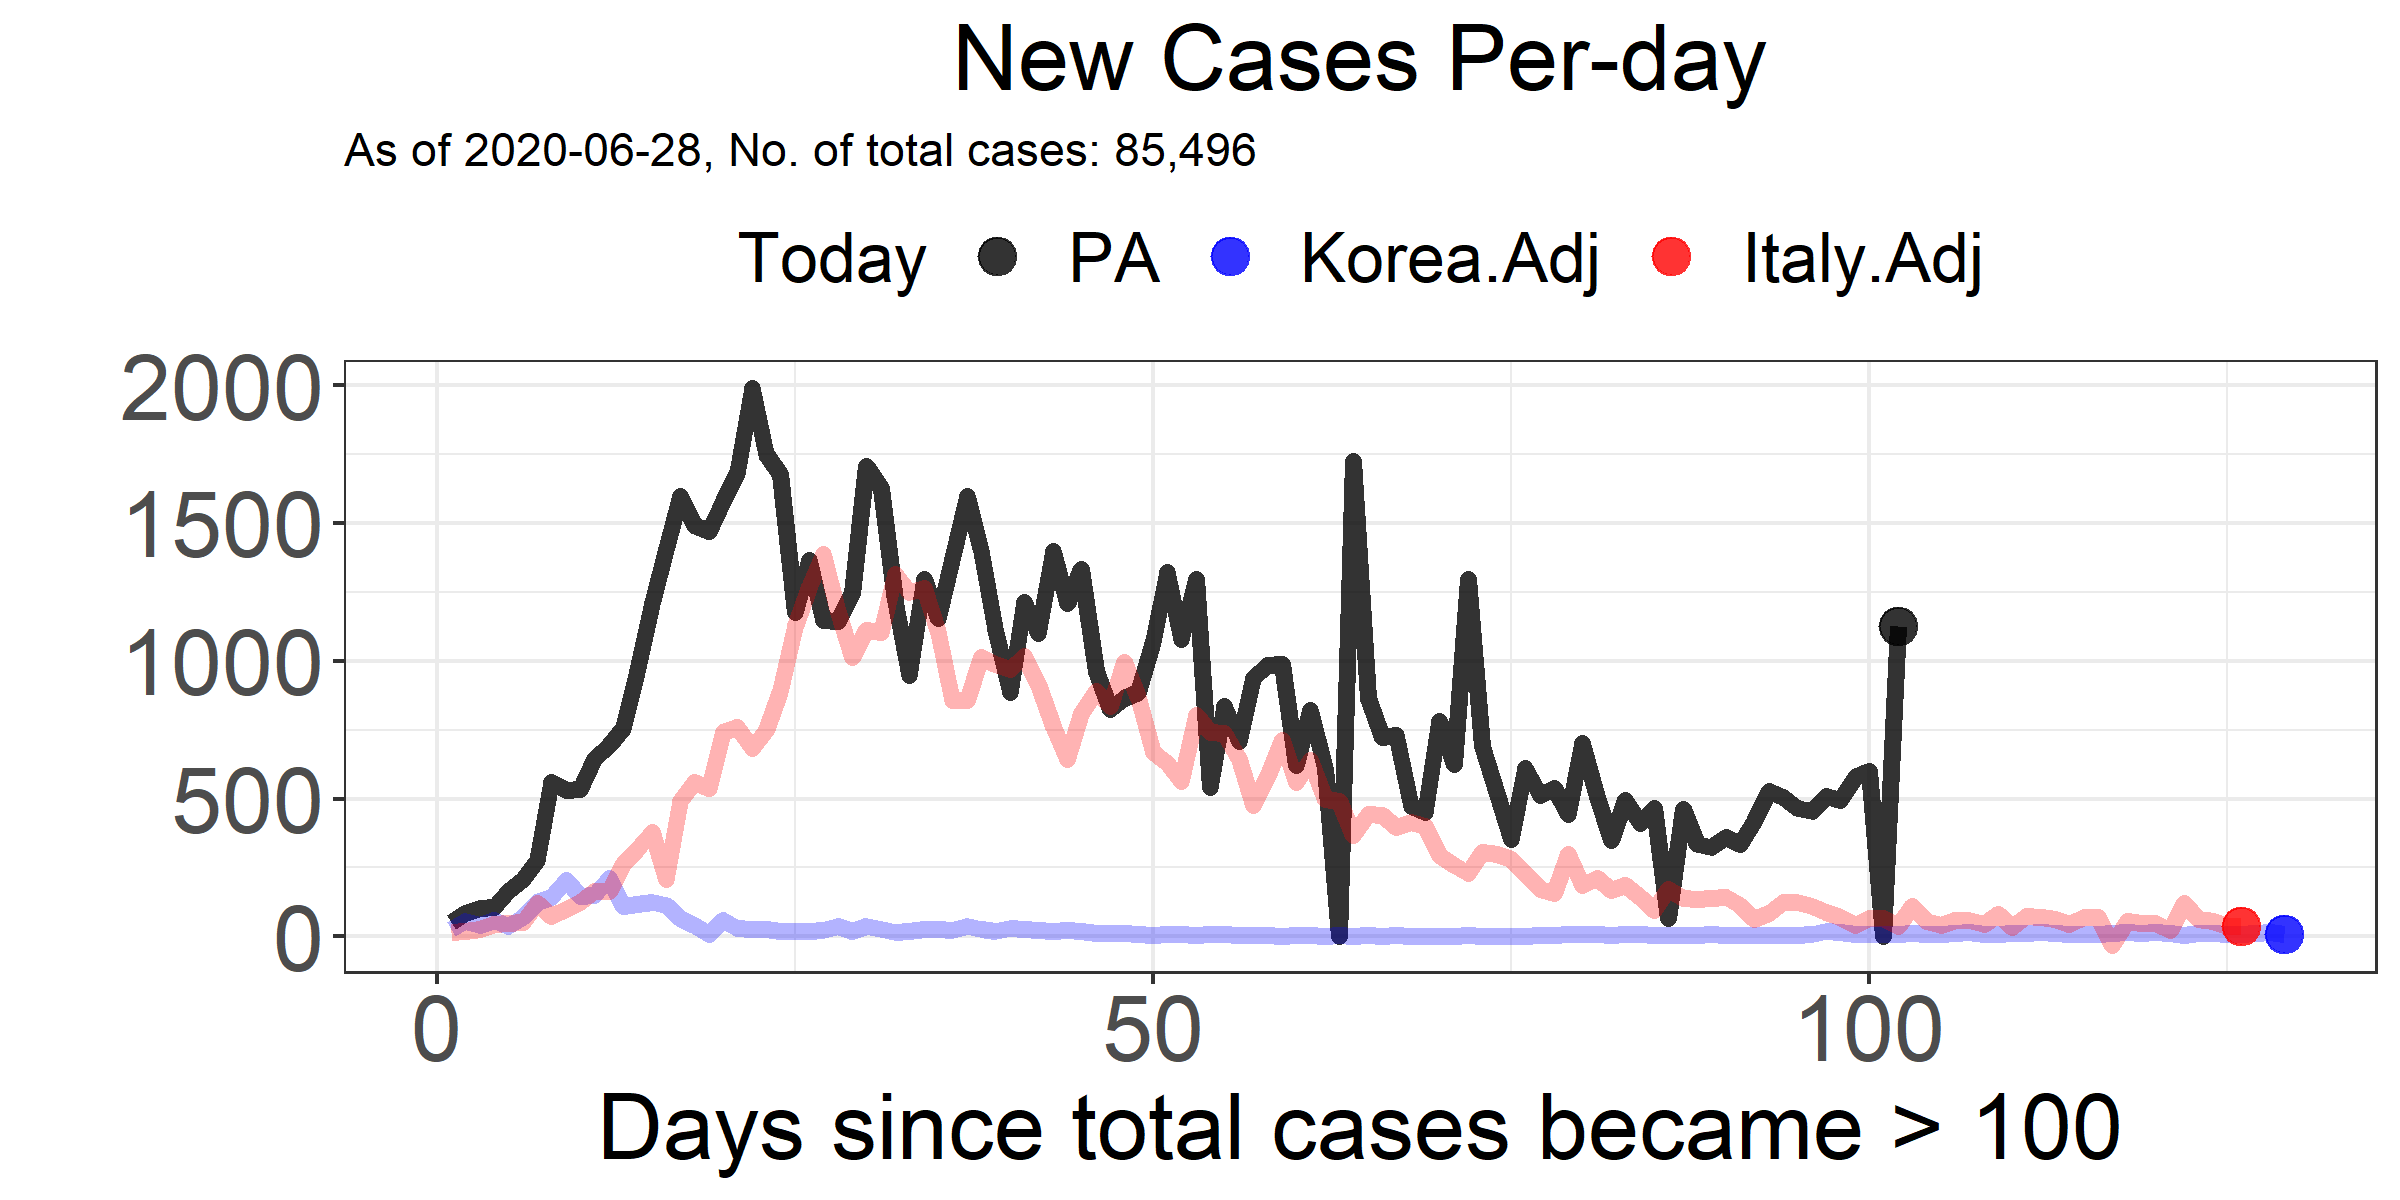 New Cases Per-day
As of 2020-06-28, No. of total cases: 85,496
Today PA Korea.Adj Italy.Adj
2000
1500
1000
500
0
0 50 100
Days since total cases became > 100